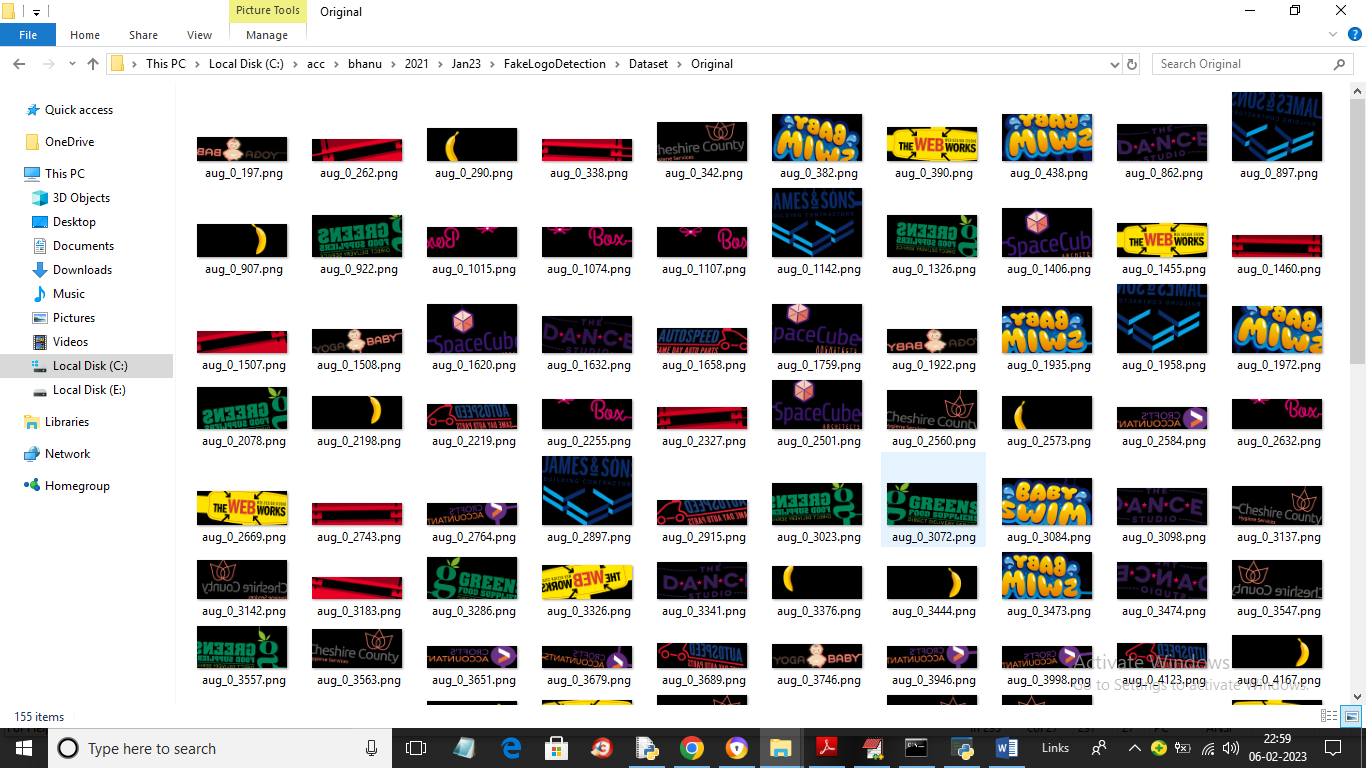 Picture Tools Original
File Home Share View Manage
This PC Local Disk (C:) acc bhanu 2021 Jan23 FakeLogoDetection Dataset Original
Search Original
Quick access
OneDrive
This PC
3D Objects
Desktop
Documents
Downloads
Music
Pictures
Videos
Local Disk (C:)
Local Disk (E:)
Libraries
Network
Homegroup
aug_0_197.png aug_0_262.png aug_0_290.png aug_0_338.png aug_0_342.png aug_0_382.png aug_0_390.png aug_0_438.png aug_0_862.png aug_0_897.png
aug_0_907.png aug_0_922.png aug_0_1015.png aug_0_1074.png aug_0_1107.png aug_0_1142.png aug_0_1326.png aug_0_1406.png aug_0_1455.png aug_0_1460.png
aug_0_1507.png aug_0_1508.png aug_0_1620.png aug_0_1632.png aug_0_1658.png aug_0_1759.png aug_0_1922.png aug_0_1935.png aug_0_1958.png aug_0_1972.png
aug_0_2078.png aug_0_2198.png aug_0_2219.png aug_0_2255.png aug_0_2327.png aug_0_2501.png aug_0_2560.png aug_0_2573.png aug_0_2584.png aug_0_2632.png
aug_0_2669.png aug_0_2743.png aug_0_2764.png aug_0_2897.png aug_0_2915.png aug_0_3023.png aug_0_3072.png aug_0_3084.png aug_0_3098.png aug_0_3137.png
aug_0_3142.png aug_0_3183.png aug_0_3286.png aug_0_3326.png aug_0_3341.png aug_0_3376.png aug_0_3444.png aug_0_3473.png aug_0_3474.png aug_0_3547.png
aug_0_3557.png aug_0_3563.png aug_0_3651.png aug_0_3679.png aug_0_3689.png aug_0_3746.png aug_0_3946.png aug_0_3998.png aug_0_4123.png aug_0_4167.png
Activate Windows
Go to Settings to activate Windows.
155 items
Type here to search
Links
22:59
06-02-2023